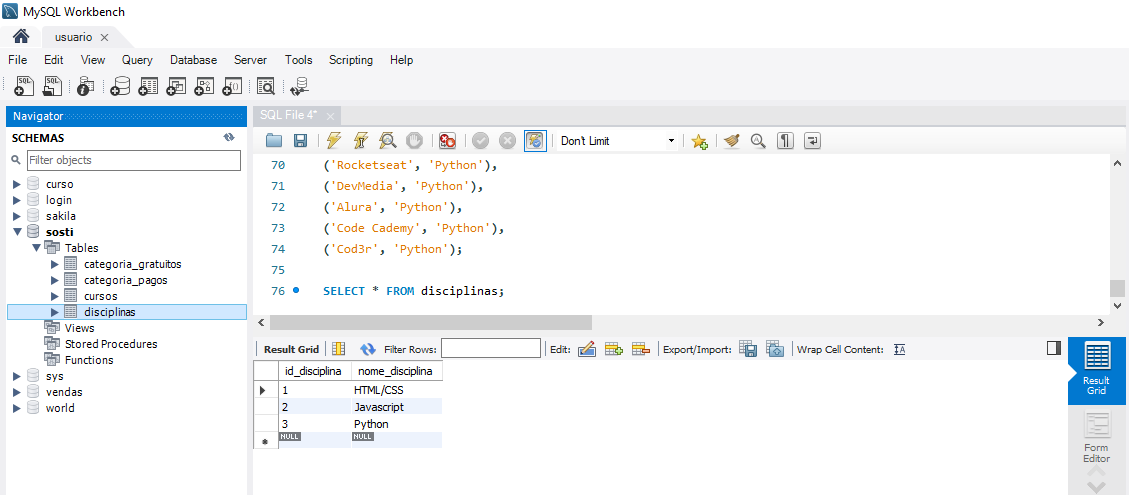 MySQL Workbench
usuario
File Edit View Query Database Server Tools Scripting Help
Navigator
SCHEMAS
Filter objects
curso
login
sakila
sosti
Tables
categoria_gratuitos
categoria_pagos
cursos
disciplinas
Views
Stored Procedures
Functions
sys
vendas
world
SQL File 4*
Don't Limit
70 ('Rocketseat', 'Python'),
71 ('DevMedia', 'Python'),
72 ('Alura', 'Python'),
73 ('Code Cademy', 'Python'),
74 ('Cod3r', 'Python');
75
76 SELECT * FROM disciplinas;
Result Grid Filter Rows: Edit: Export/Import: Wrap Cell Content:
id_disciplina nome_disciplina
1 HTML/CSS
2 Javascript
3 Python
NULL NULL
Result
Grid
Form
Editor